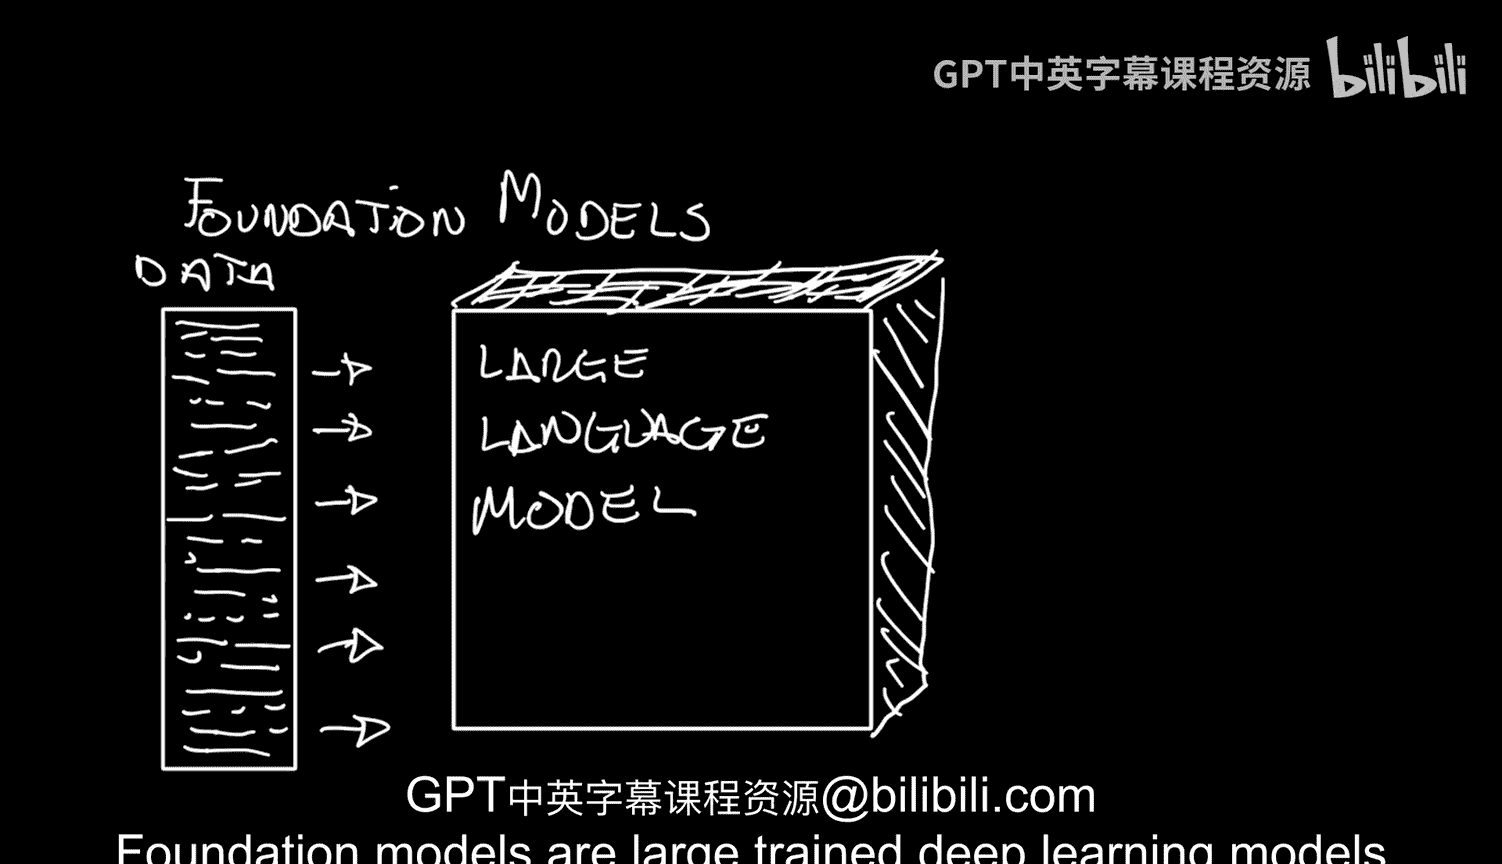 GPT中英字幕课程资源 bilibili
FOUNDATION MODELS
DATA
LARGE
LANGUAGE
MODEL
GPT中英字幕课程资源@bilibili.com
Foundation models are large trained deep learning models